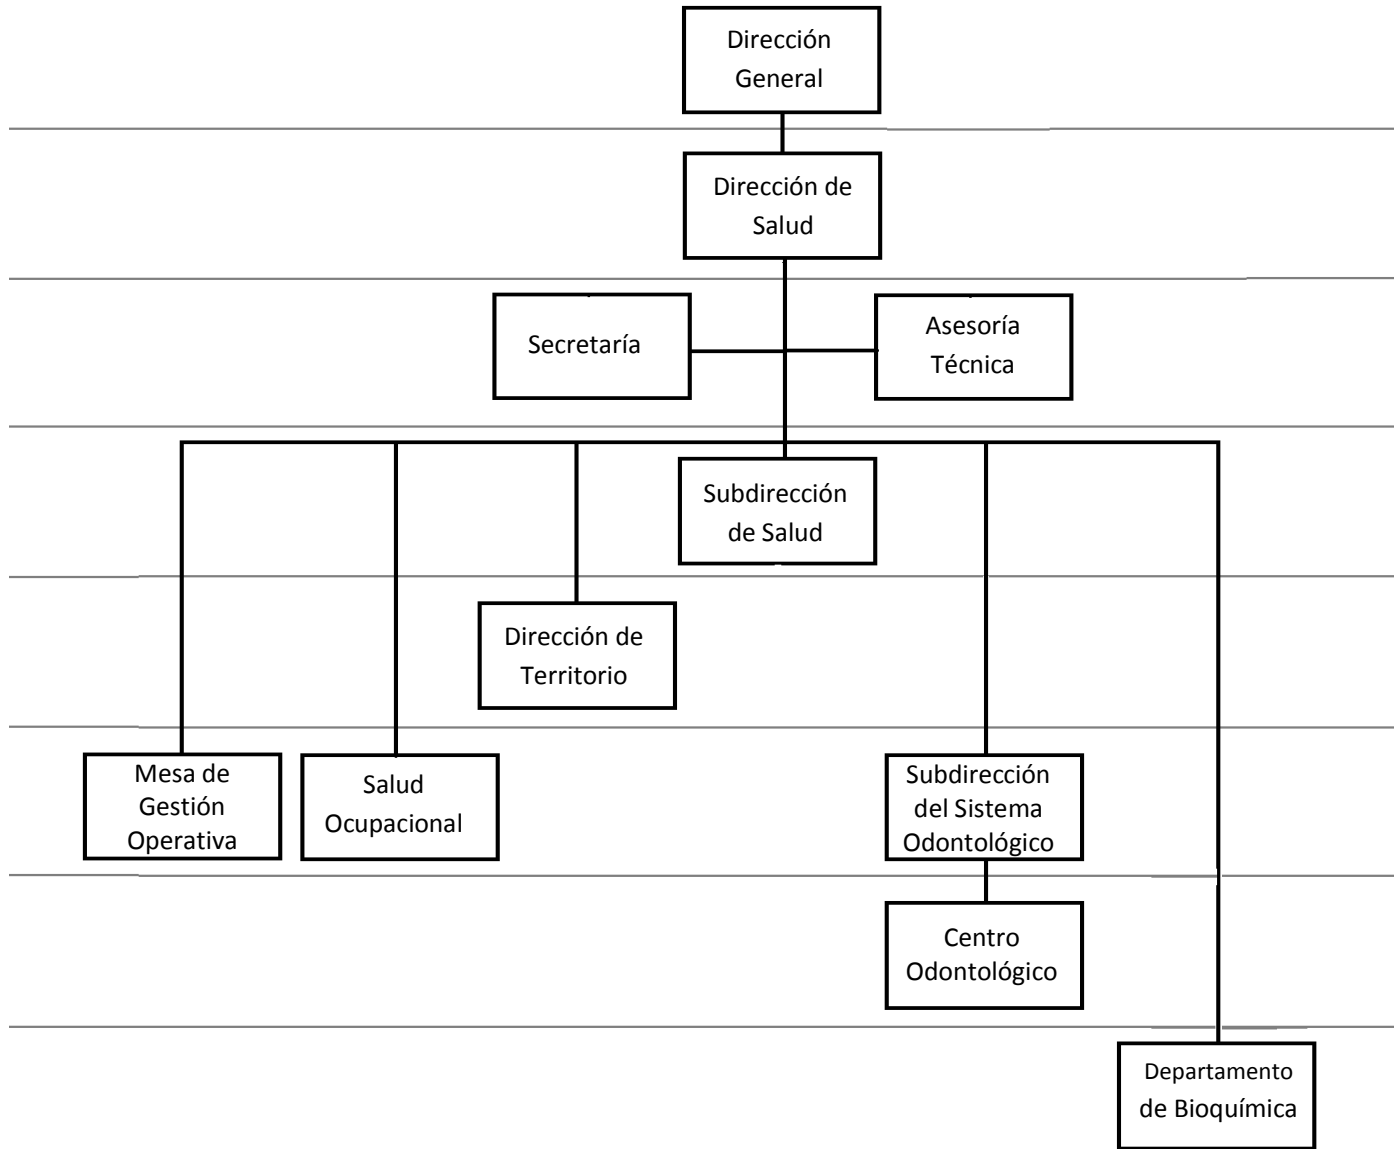 Dirección
General
Dirección de
Salud
Secretaría
Asesoría
Técnica
Subdirección
de Salud
Dirección de
Territorio
Mesa de
Gestión
Operativa
Salud
Ocupacional
Subdirección
del Sistema
Odontológico
Centro
Odontológico
Departamento
de Bioquímica